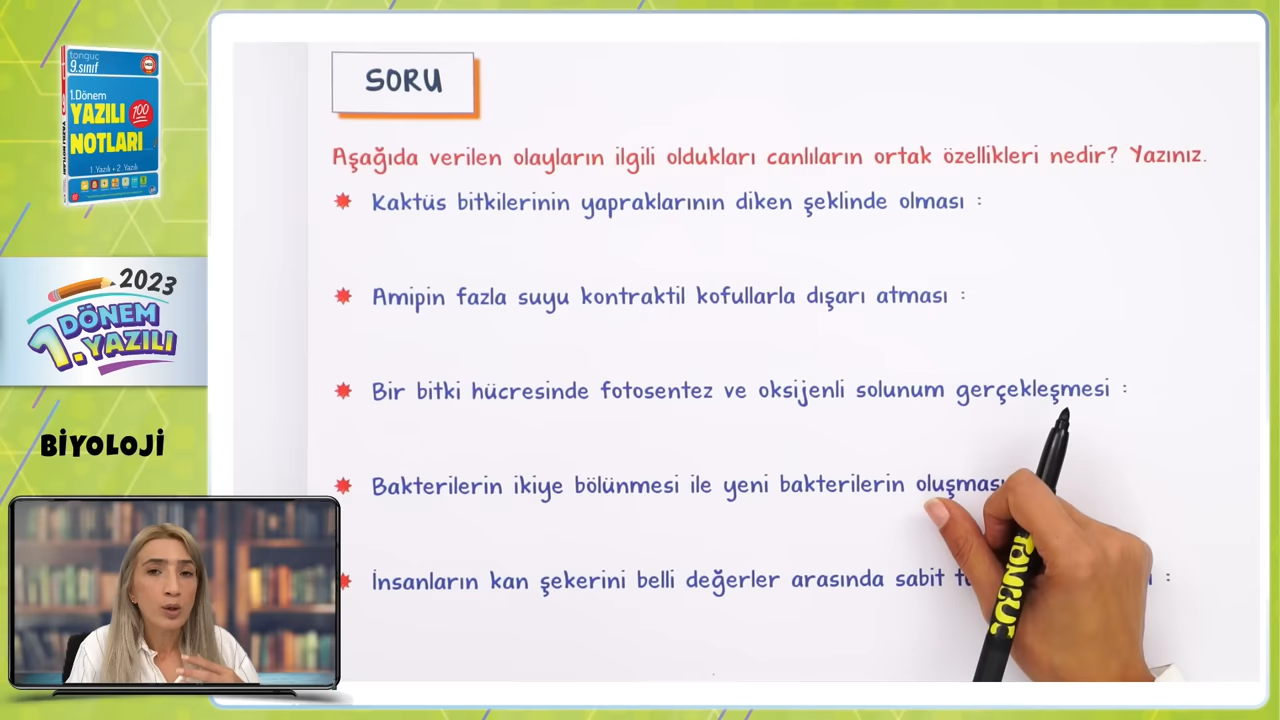 tonguç
9.sınıf
1.Dönem
YAZILI
100
NOTLARI
1.Yazılı • 2.Yazılı
YAZILI NOTLARI
2023
1. DÖNEM
YAZILI
BİYOLOJİ
SORU
Aşağıda verilen olayların ilgili oldukları canlıların ortak özellikleri nedir? Yazınız.
Kaktüs bitkilerinin yapraklarının diken şeklinde olması :
Amipin fazla suyu kontraktil kofullarla dışarı atması :
Bir bitki hücresinde fotosentez ve oksijenli solunum gerçekleşmesi :
Bakterilerin ikiye bölünmesi ile yeni bakterilerin oluşması
İnsanların kan şekerini belli değerler arasında sabit :
TONGUÇ